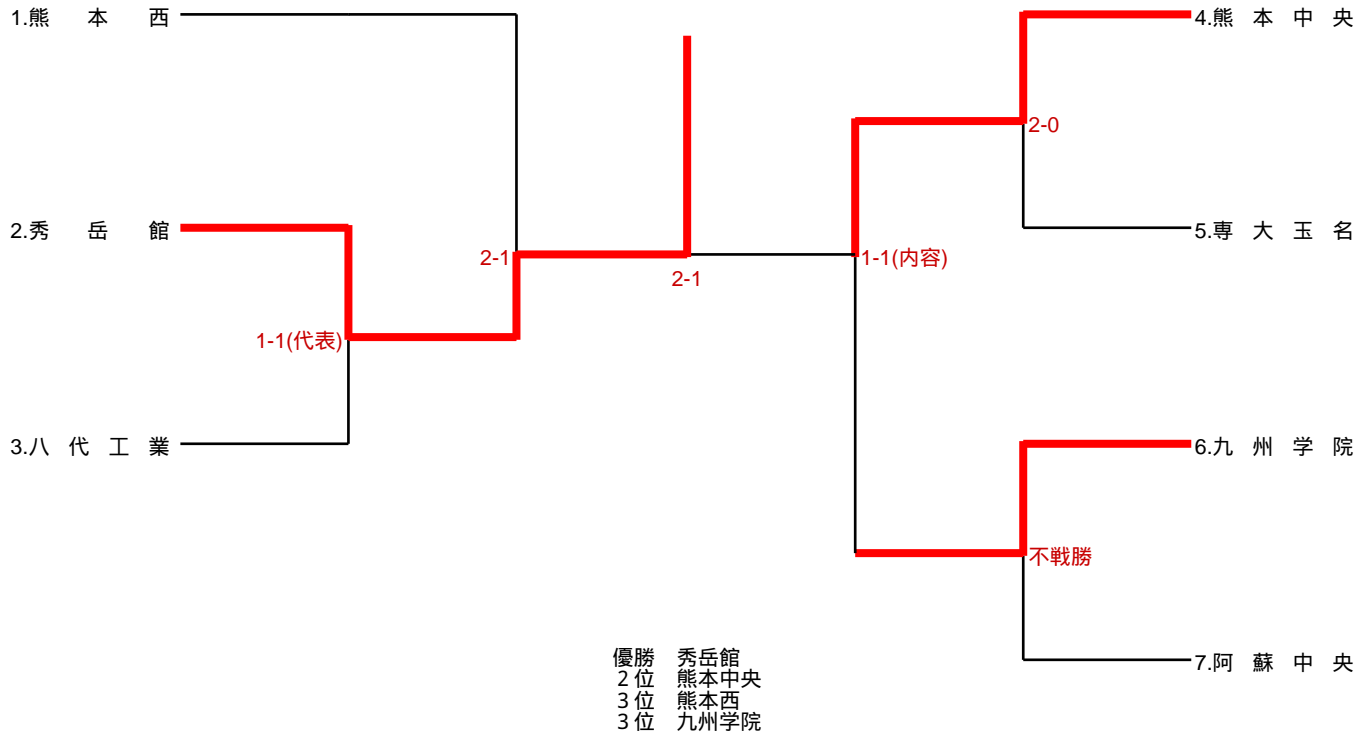 1.熊 本 西
4.熊 本 中 央
2-0
2.秀 岳 館
5.専 大 玉 名
2-1
1-1(内容)
2-1
1-1(代表)
3.八 代 工 業
6.九 州 学 院
不戦勝
7.阿 蘇 中 央
優勝 秀岳館
2位 熊本中央
3位 熊本西
3位 九州学院